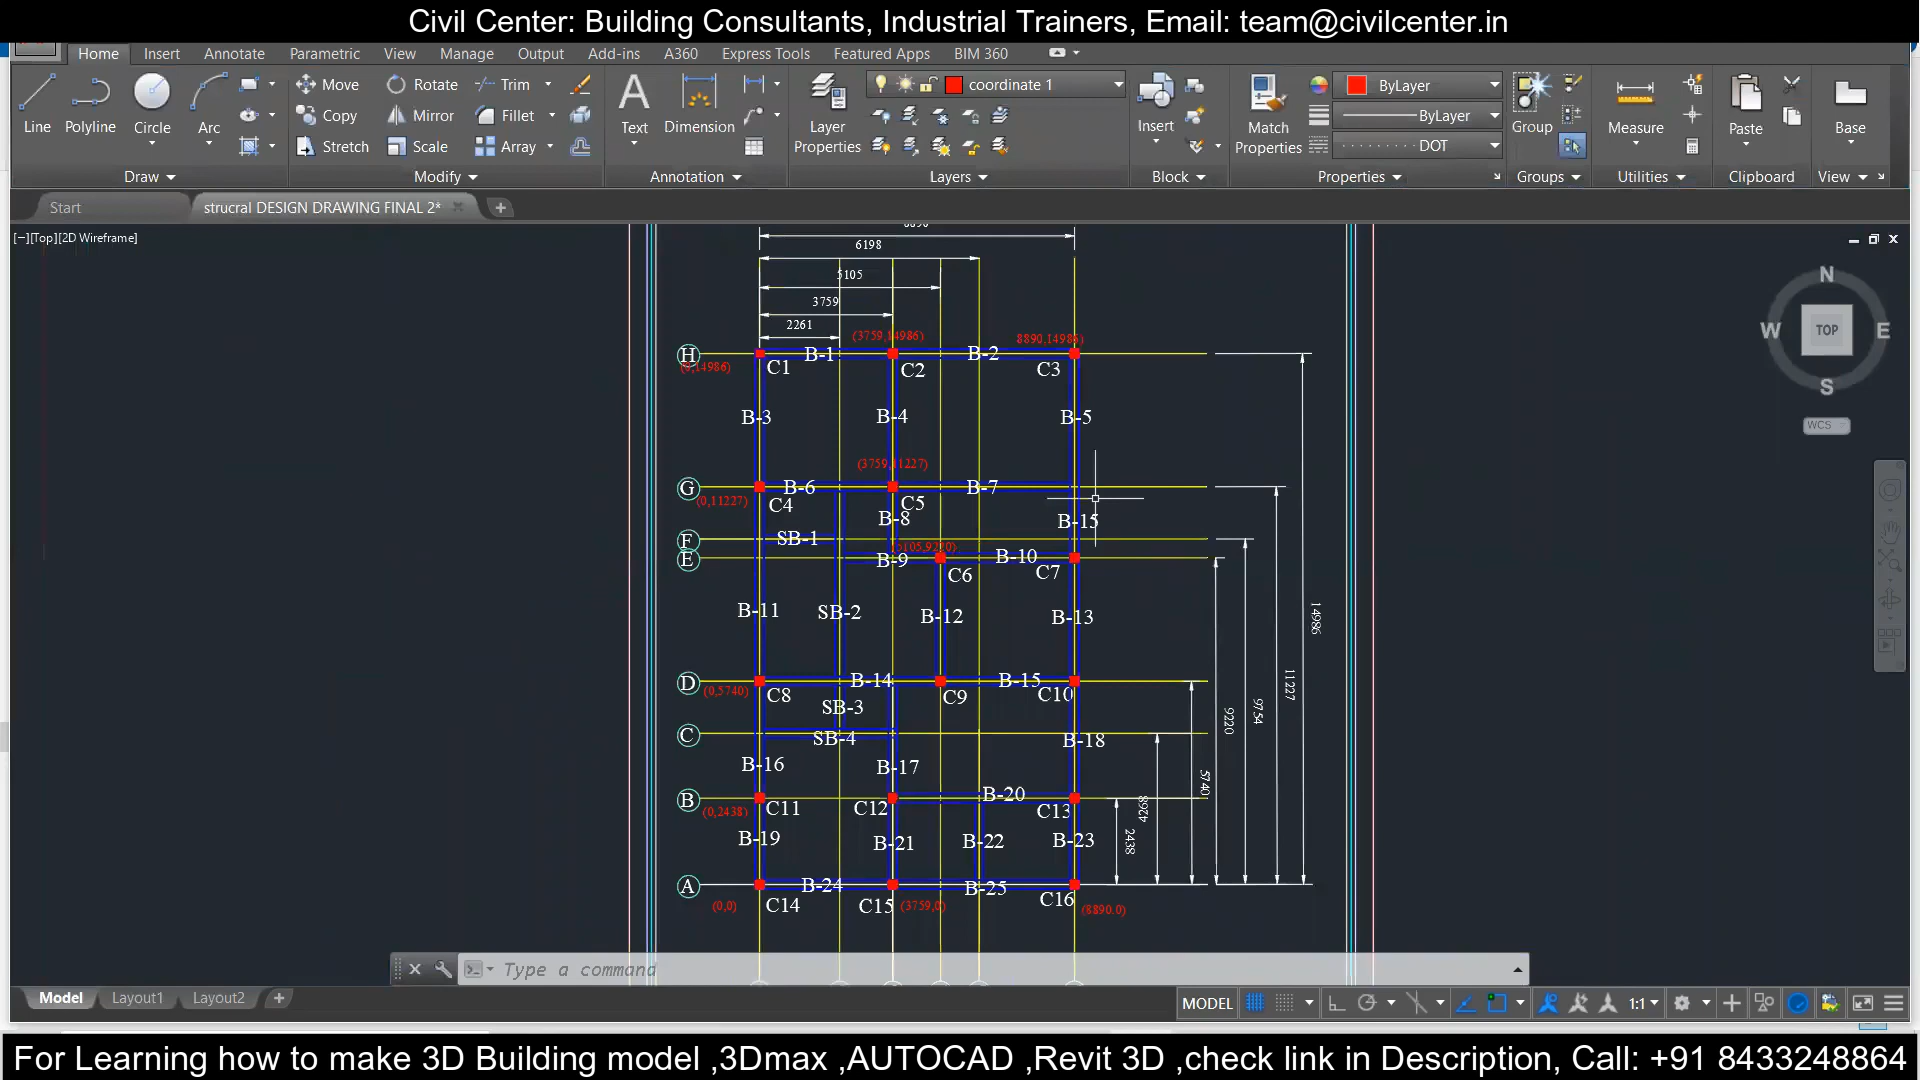 Civil Center: Building Consultants, Industrial Trainers, Email: team@civilcenter.in
Home Insert Annotate Parametric View Manage Output Add-ins A360 Express Tools Featured Apps BIM 360
Line Polyline Circle Arc
Move Rotate Trim
Copy Mirror Fillet
Stretch Scale Array
Text Dimension
Layer Properties
coordinate 1
Insert
Match Properties
ByLayer
ByLayer
DOT
Group Measure Paste Base
Draw Modify Annotation Layers Block Properties Groups Utilities Clipboard View
Start strucral DESIGN DRAWING FINAL 2*
[−][Top][2D Wireframe]
N
W TOP E
S
WCS
8890
6198
5105
3759
2261
(3759,14986) 8890,14986)
H B-1 B-2
(0,14986) C1 C2 C3
B-3 B-4 B-5
(3759,11227)
G B-6 B-7
(0,11227) C4 C5
B-8 B-15
F SB-1
(5105,9220)
E B-9 B-10
C6 C7
B-11 SB-2 B-12 B-13
D B-14 B-15
(0,5740) C8 C9 C10
SB-3
C SB-4 B-18
B-16 B-17
B B-20
(0,2438) C11 C12 C13
B-19 B-21 B-22 B-23
A B-24 B-25
(0,0) C14 C15 (3759,0) C16 (8890.0)
2438
4268
5740
9220
9754
11227
14986
Type a command
Model Layout1 Layout2
MODEL 1:1
For Learning how to make 3D Building model ,3Dmax ,AUTOCAD ,Revit 3D ,check link in Description, Call: +91 8433248864